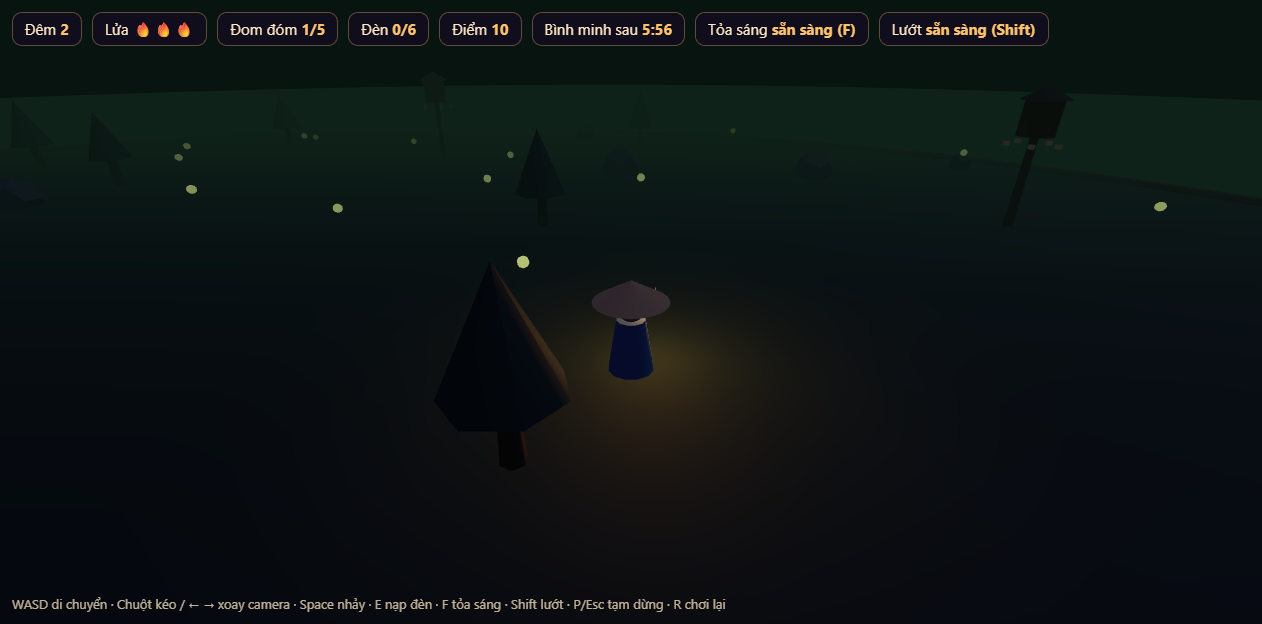 Đêm 2 Lửa 🔥 🔥 🔥 Đom đóm 1/5 Đèn 0/6 Điểm 10 Bình minh sau 5:56 Tỏa sáng sẵn sàng (F) Lướt sẵn sàng (Shift)
WASD di chuyển · Chuột kéo / ← → xoay camera · Space nhảy · E nạp đèn · F tỏa sáng · Shift lướt · P/Esc tạm dừng · R chơi lại